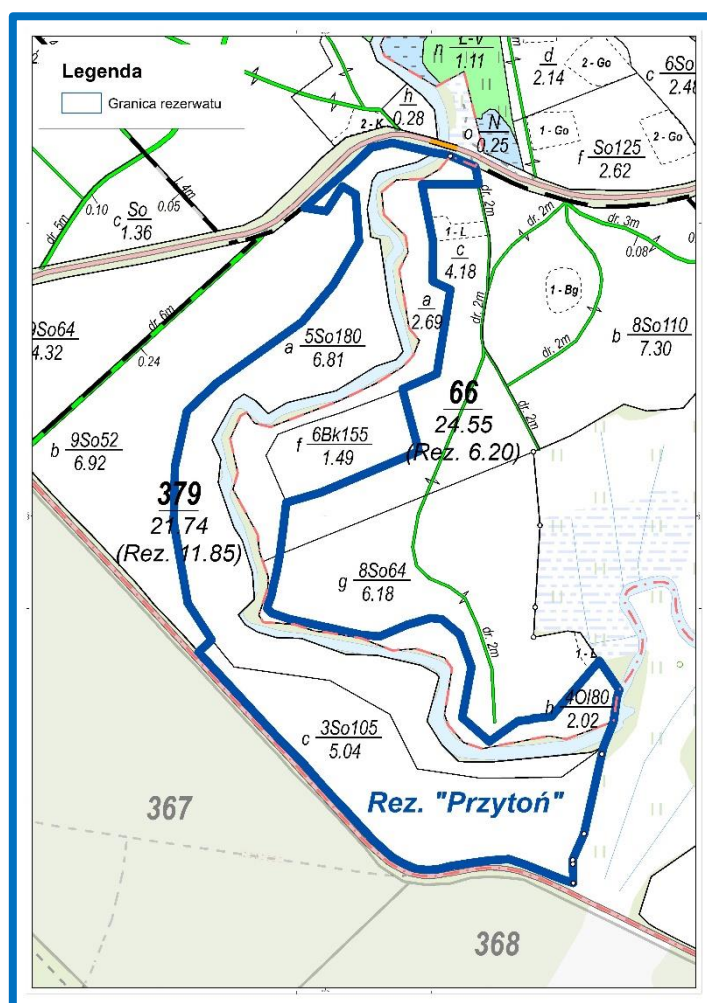 Legenda
Granica rezerwatu
n L-V
1.11
h
0.28
2 - K
o N
0.25
d
2.14
2 - Go
c 6So
2.48
1 - Go
2 - Go
f So125
2.62
dr. 5m
0.10
0.05
l. 4m
c So
1.36
dr. 2m
dr. 2m
dr. 3m
0.08
1 - L
c
4.18
dr. 2m
1 - Bg
dr. 6m
9So64
4.32
0.24
a
2.69
a 5So180
6.81
dr. 2m
b 8So110
7.30
66
24.55
(Rez. 6.20)
dr. 2m
f 6Bk155
1.49
b 9So52
6.92
379
21.74
(Rez. 11.85)
g 8So64
6.18
dr. 2m
1 - L
b 4Ol80
2.02
c 3So105
5.04
Rez. "Przytoń"
367
368